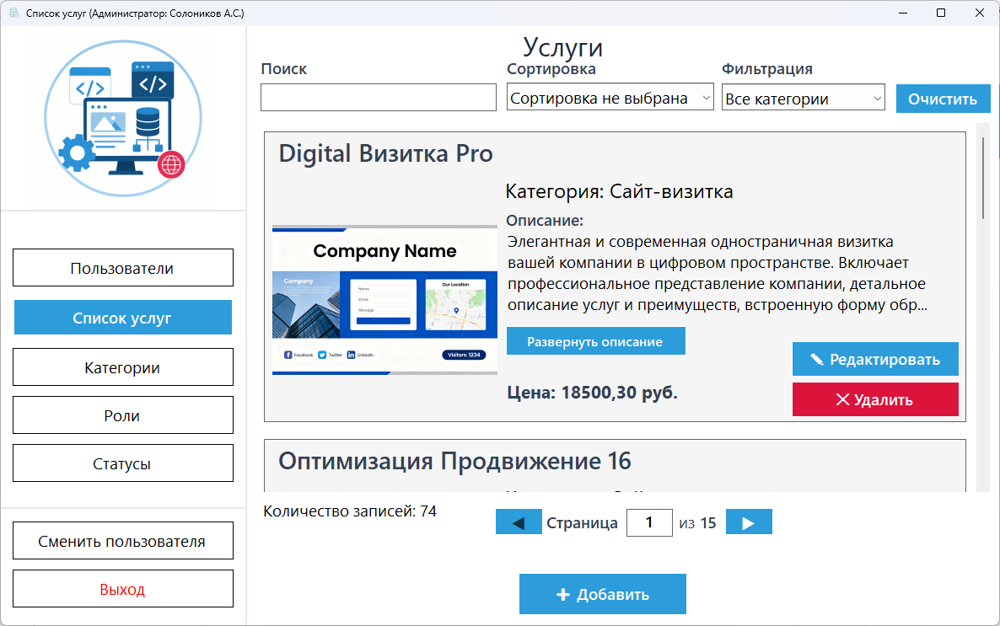 Список услуг (Администратор: Солоников А.С.)
</>
</>
Пользователи
Список услуг
Категории
Роли
Статусы
Сменить пользователя
Выход
Услуги
Поиск
Сортировка
Фильтрация
Сортировка не выбрана
Все категории
Очистить
Digital Визитка Pro
Company Name
Company
Name
Email
Message
Our Location
Facebook
Twitter
LinkedIn
Visitors: 1234
Категория: Сайт-визитка
Описание:
Элегантная и современная одностраничная визитка
вашей компании в цифровом пространстве. Включает
профессиональное представление компании, детальное
описание услуг и преимуществ, встроенную форму обр...
Развернуть описание
Цена: 18500,30 руб.
Редактировать
Удалить
Оптимизация Продвижение 16
Количество записей: 74
Страница 1 из 15
Добавить